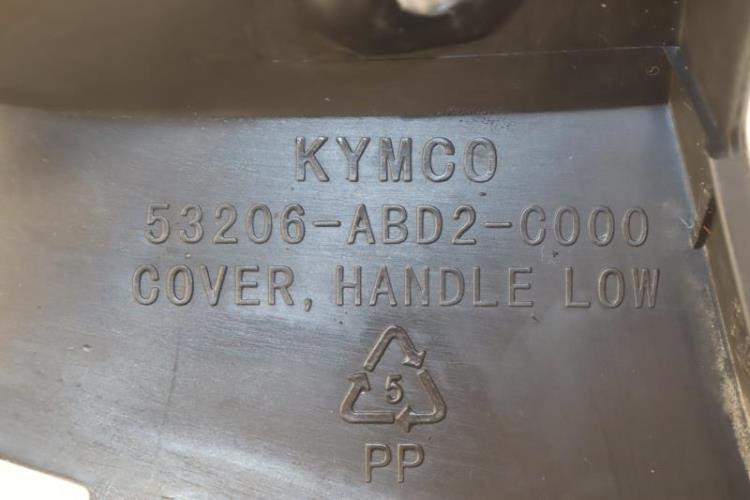 KYMCO
53206-ABD2-C000
COVER, HANDLE LOW
5
PP